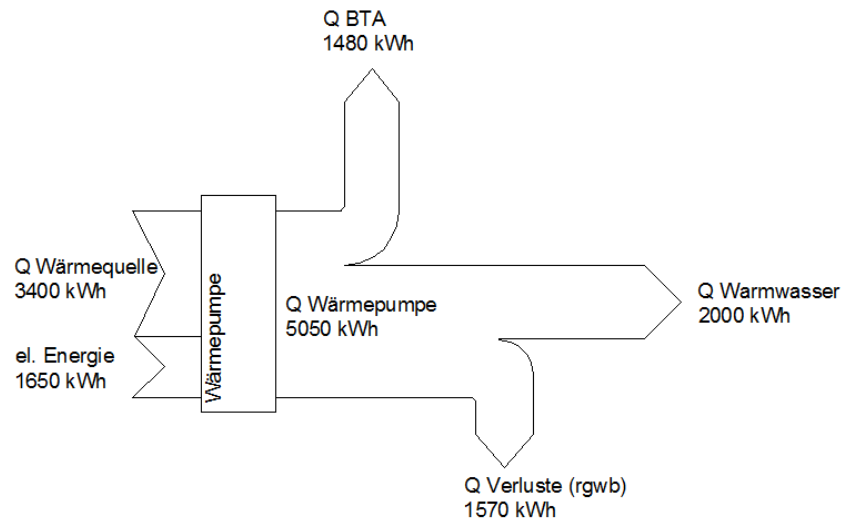 Q BTA
1480 kWh
Q Wärmequelle
3400 kWh
Wärmepumpe
Q Wärmepumpe
5050 kWh
Q Warmwasser
2000 kWh
el. Energie
1650 kWh
Q Verluste (rgwb)
1570 kWh